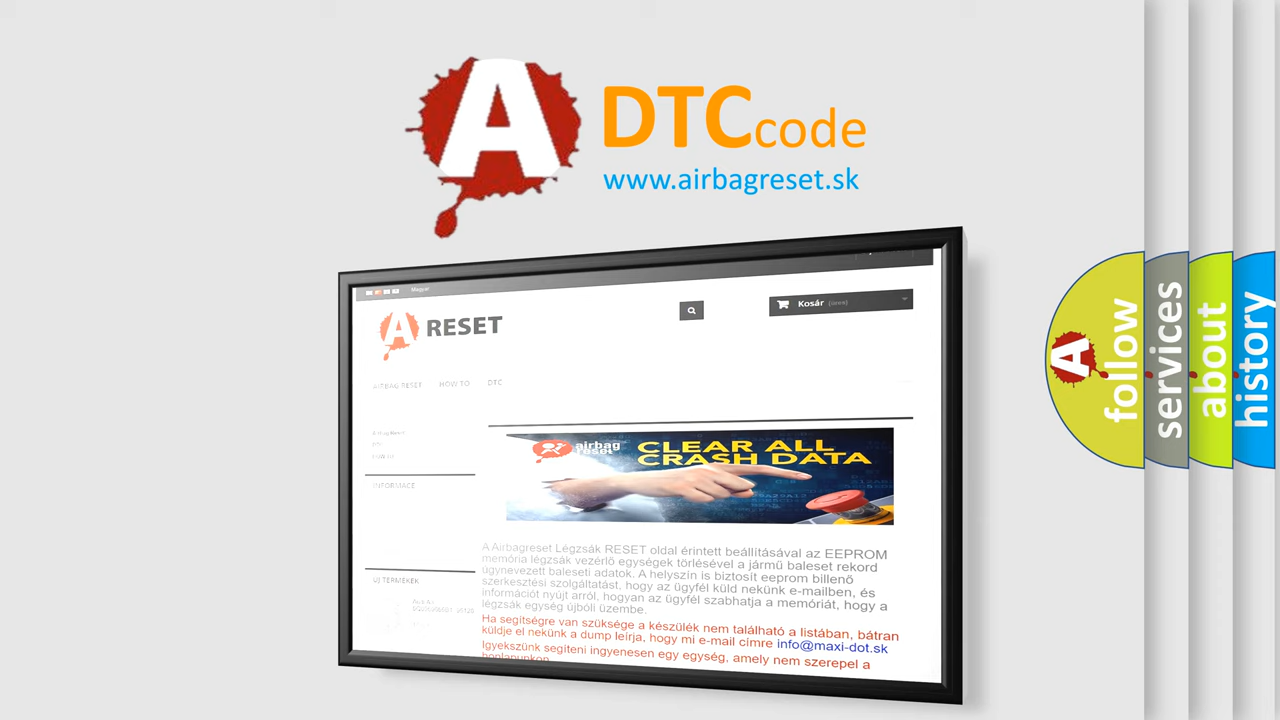 A
DTC code
www.airbagreset.sk
Magyar
A RESET
Kosár (üres)
AIRBAG RESET HOW TO DTC
INFORMACE
airbag
reset
CLEAR ALL
CRASH DATA
A Airbagreset Légzsák RESET oldal érintett beállításával az EEPROM
memória légzsák vezérlő egységek törlésével a jármű baleset rekord
úgynevezett baleseti adatok. A helyszín is biztosít eeprom billenő
szerkesztési szolgáltatást, hogy az ügyfél küld nekünk e-mailben, és
információt nyújt arról, hogyan az ügyfél szabhatja a memóriát, hogy a
légzsák egység újbóli üzembe.
Ha segítségre van szüksége a készülék nem található a listában, bátran
küldje el nekünk a dump leírja, hogy mi e-mail címre info@maxi-dot.sk
Igyekszünk segíteni ingyenesen egy egység, amely nem szerepel a
honlapunkon
ÚJ TERMÉKEK
A
follow
services
about
history